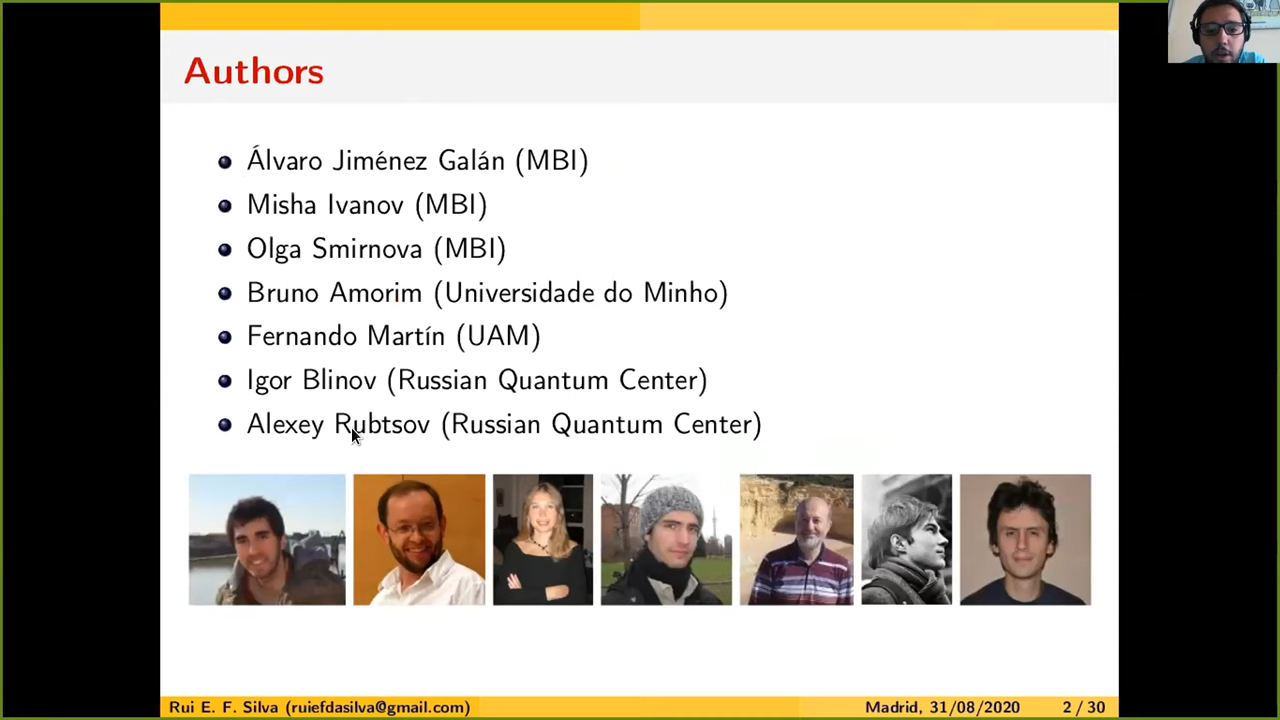 Authors
Álvaro Jiménez Galán (MBI)
Misha Ivanov (MBI)
Olga Smirnova (MBI)
Bruno Amorim (Universidade do Minho)
Fernando Martín (UAM)
Igor Blinov (Russian Quantum Center)
Alexey Rubtsov (Russian Quantum Center)
Rui E. F. Silva (ruiefdasilva@gmail.com) Madrid, 31/08/2020 2 / 30